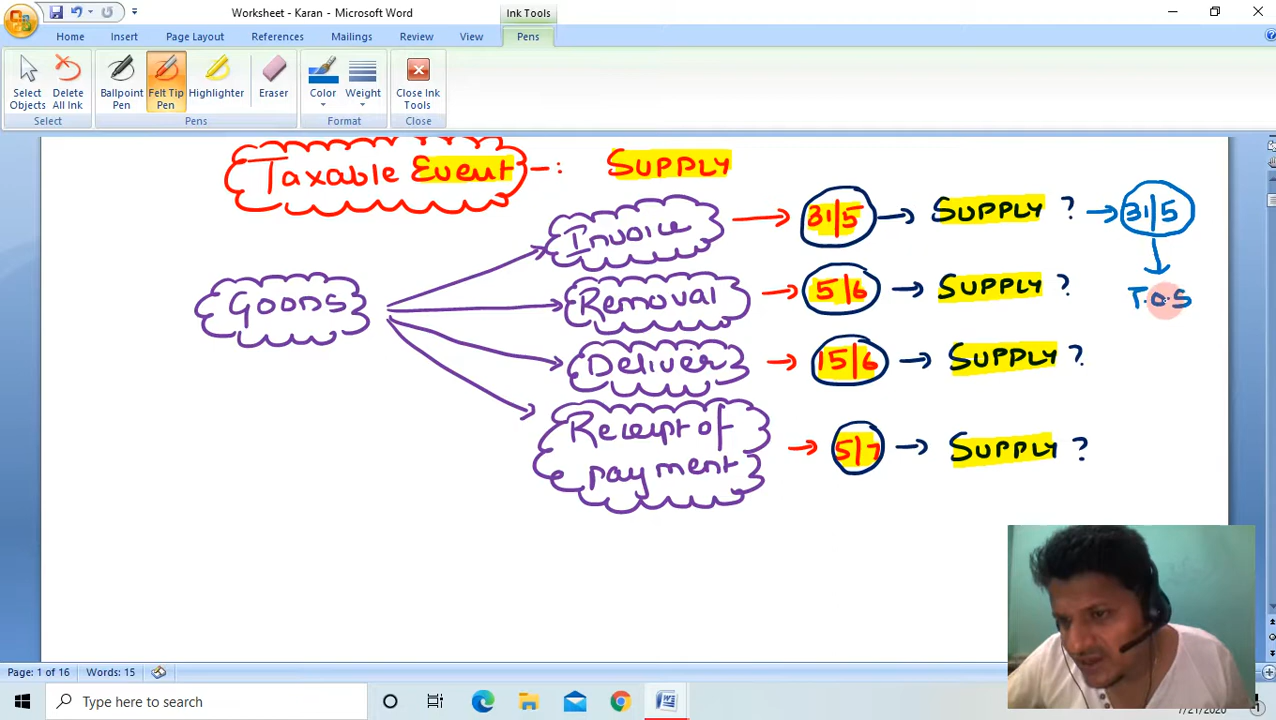 Worksheet - Karan - Microsoft Word
Ink Tools
Home Insert Page Layout References Mailings Review View Pens
Select Objects
Delete All Ink
Ballpoint Pen
Felt Tip Pen
Highlighter
Eraser
Color
Weight
Close Ink Tools
Select Pens Format Close
Taxable Event - : SUPPLY
Invoice → 31|5 → SUPPLY ? → 31|5
Goods
Removal → 5|6 → SUPPLY ?
T.O.S
Deliver → 15|6 → SUPPLY ?
Receipt of payment → 5|7 → SUPPLY ?
Page: 1 of 16 Words: 15
Type here to search
7/21/2020